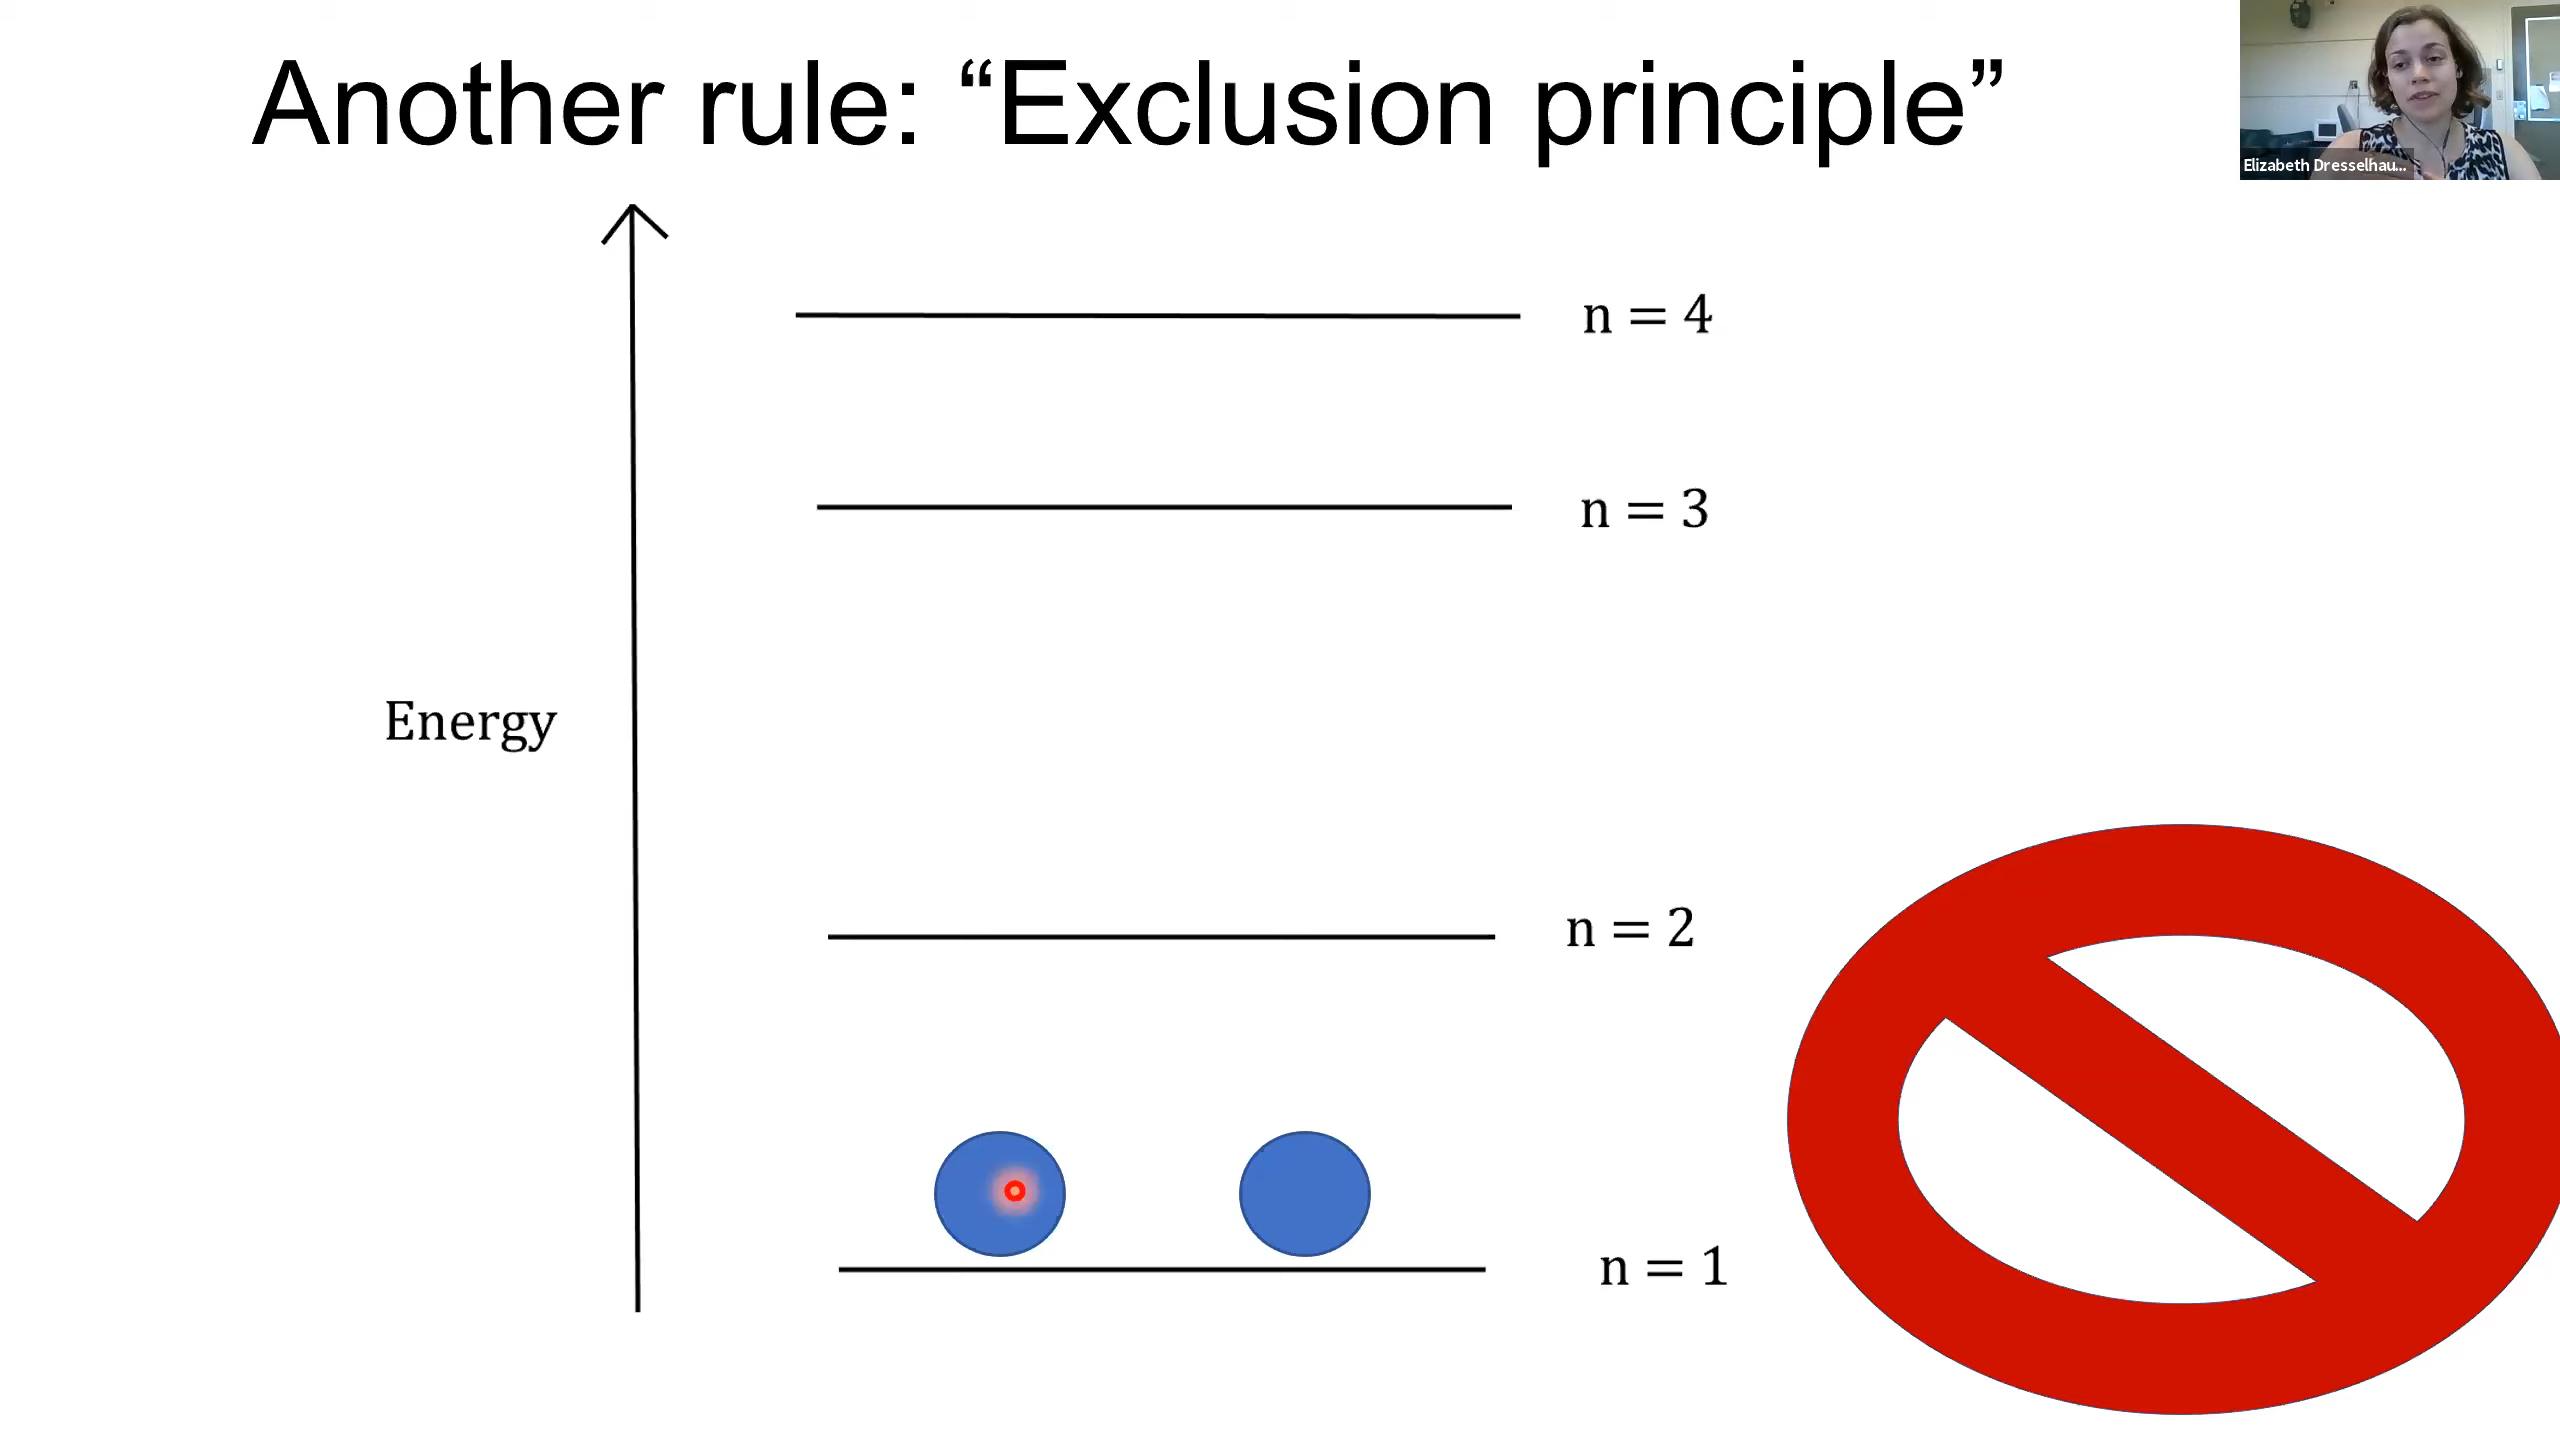 Another rule: “Exclusion principle”
Elizabeth Dresselhau...
n = 4
n = 3
Energy
n = 2
n = 1